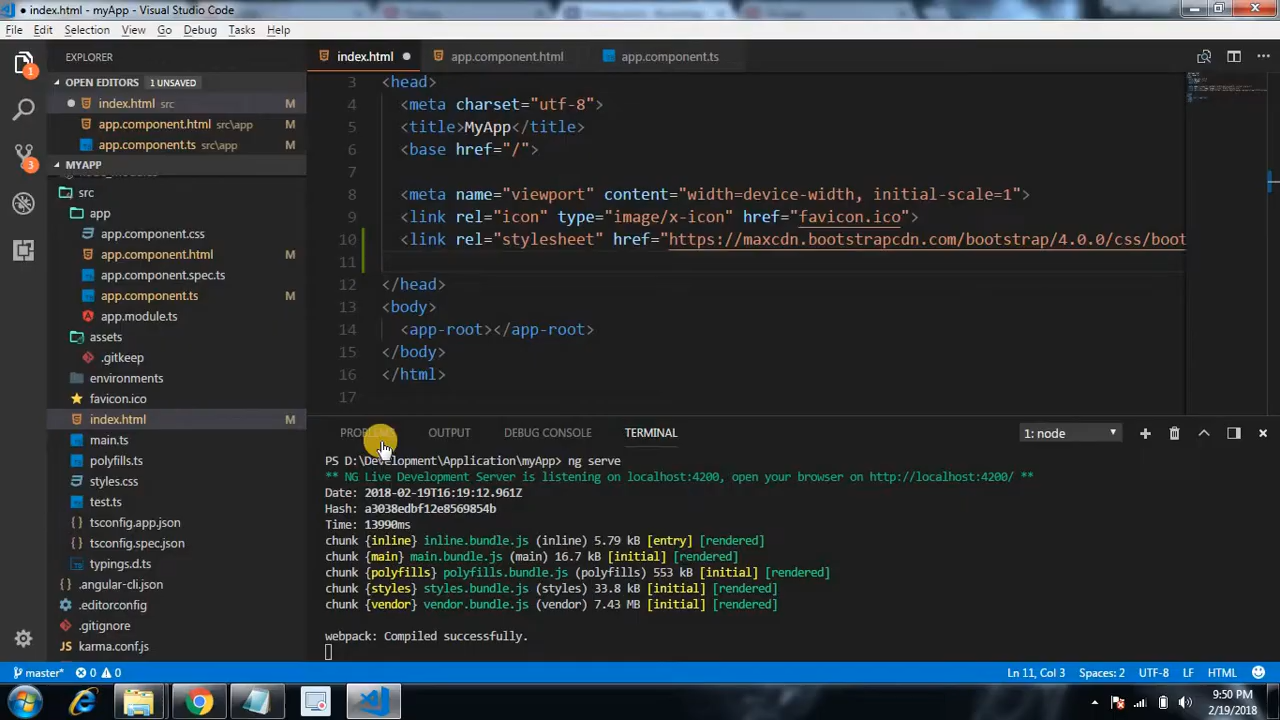 index.html - myApp - Visual Studio Code
File Edit Selection View Go Debug Tasks Help
EXPLORER
OPEN EDITORS 1 UNSAVED
index.html src M
app.component.html src\app M
app.component.ts src\app M
MYAPP
src
app
app.component.css
app.component.html M
app.component.spec.ts
app.component.ts M
app.module.ts
assets
.gitkeep
environments
favicon.ico
index.html M
main.ts
polyfills.ts
styles.css
test.ts
tsconfig.app.json
tsconfig.spec.json
typings.d.ts
.angular-cli.json
.editorconfig
.gitignore
karma.conf.js
1
3
index.html app.component.html app.component.ts
3 <head>
4 <meta charset="utf-8">
5 <title>MyApp</title>
6 <base href="/">
7
8 <meta name="viewport" content="width=device-width, initial-scale=1">
9 <link rel="icon" type="image/x-icon" href="favicon.ico">
10 <link rel="stylesheet" href="https://maxcdn.bootstrapcdn.com/bootstrap/4.0.0/css/boot
11
12 </head>
13 <body>
14 <app-root></app-root>
15 </body>
16 </html>
17
PROBLEMS OUTPUT DEBUG CONSOLE TERMINAL 1: node
PS D:\Development\Application\myApp> ng serve
** NG Live Development Server is listening on localhost:4200, open your browser on http://localhost:4200/ **
Date: 2018-02-19T16:19:12.961Z
Hash: a3038edbf12e8569854b
Time: 13990ms
chunk {inline} inline.bundle.js (inline) 5.79 kB [entry] [rendered]
chunk {main} main.bundle.js (main) 16.7 kB [initial] [rendered]
chunk {polyfills} polyfills.bundle.js (polyfills) 553 kB [initial] [rendered]
chunk {styles} styles.bundle.js (styles) 33.8 kB [initial] [rendered]
chunk {vendor} vendor.bundle.js (vendor) 7.43 MB [initial] [rendered]
webpack: Compiled successfully.
master* 0 0 Ln 11, Col 3 Spaces: 2 UTF-8 LF HTML
9:50 PM
2/19/2018